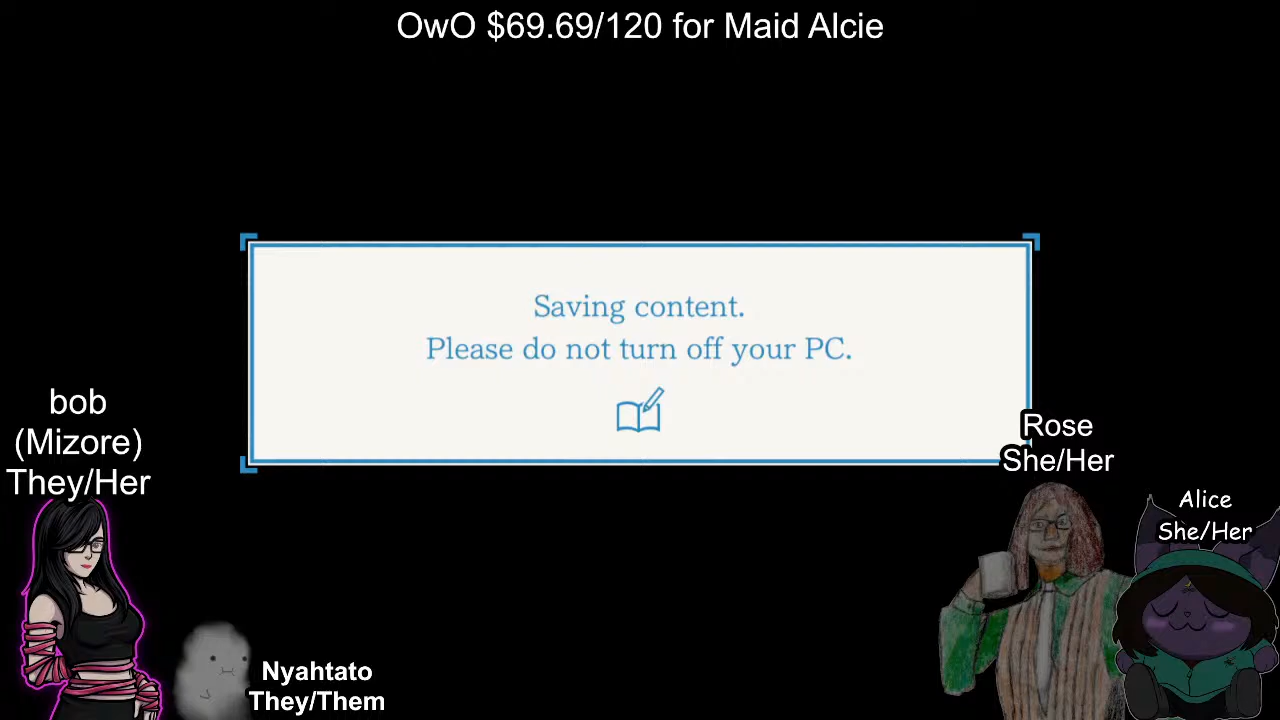 OwO $69.69/120 for Maid Alcie
Saving content.
Please do not turn off your PC.
bob
(Mizore)
They/Her
Rose
She/Her
Alice
She/Her
Nyahtato
They/Them